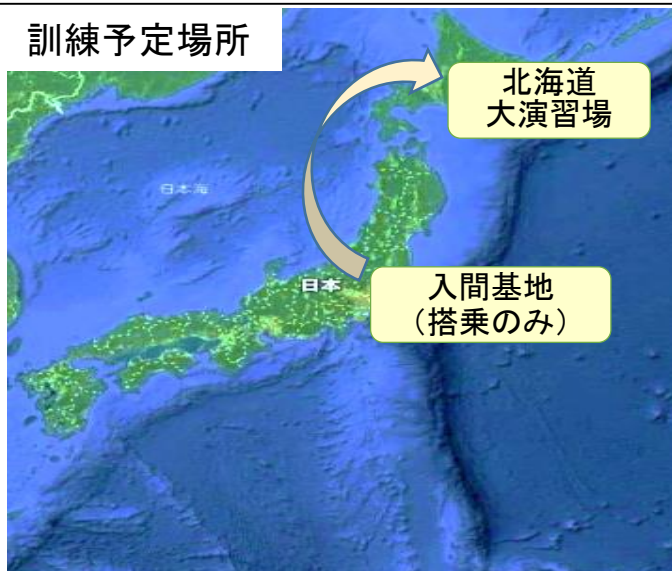 訓練予定場所
北海道
大演習場
日本海
日本
入間基地
（搭乗のみ）